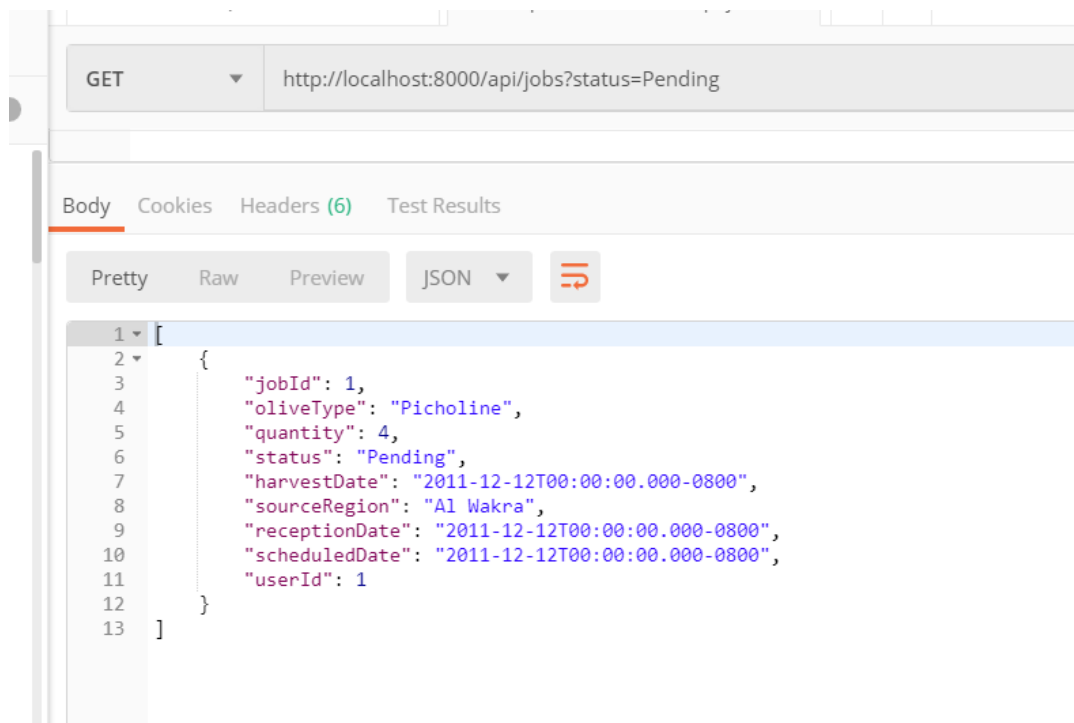 GET http://localhost:8000/api/jobs?status=Pending
Body Cookies Headers (6) Test Results
Pretty Raw Preview JSON
1 [
2 {
3 "jobId": 1,
4 "oliveType": "Picholine",
5 "quantity": 4,
6 "status": "Pending",
7 "harvestDate": "2011-12-12T00:00:00.000-0800",
8 "sourceRegion": "Al Wakra",
9 "receptionDate": "2011-12-12T00:00:00.000-0800",
10 "scheduledDate": "2011-12-12T00:00:00.000-0800",
11 "userId": 1
12 }
13 ]